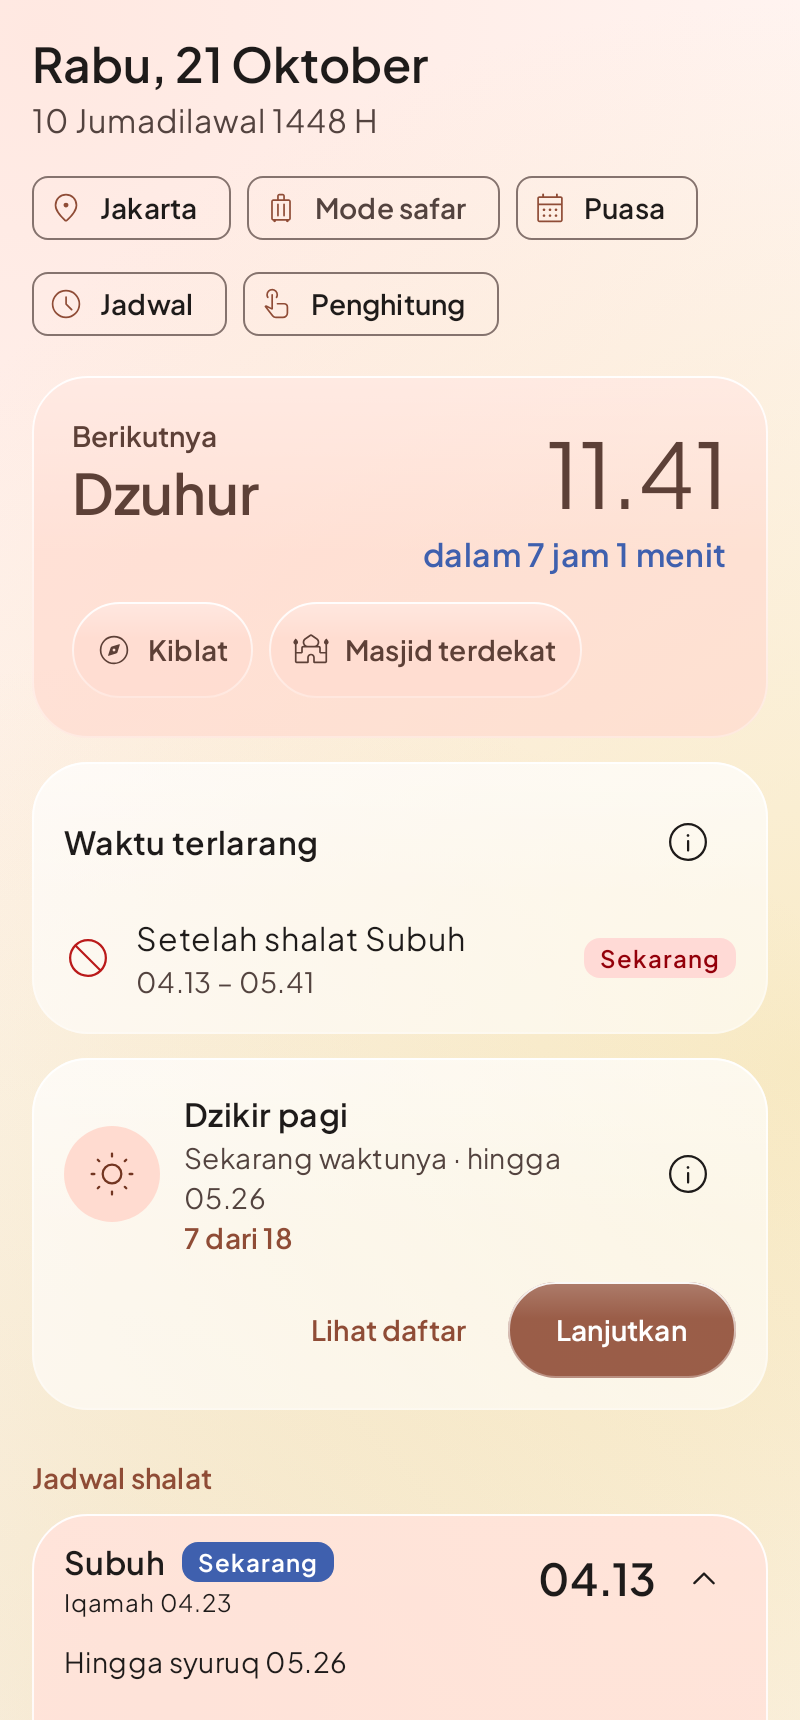 Rabu, 21 Oktober
10 Jumadilawal 1448 H
Jakarta
Mode safar
Puasa
Jadwal
Penghitung
Berikutnya
Dzuhur
11.41
dalam 7 jam 1 menit
Kiblat
Masjid terdekat
Waktu terlarang
Setelah shalat Subuh
04.13 – 05.41
Sekarang
Dzikir pagi
Sekarang waktunya · hingga
05.26
7 dari 18
Lihat daftar
Lanjutkan
Jadwal shalat
Subuh
Sekarang
04.13
Iqamah 04.23
Hingga syuruq 05.26